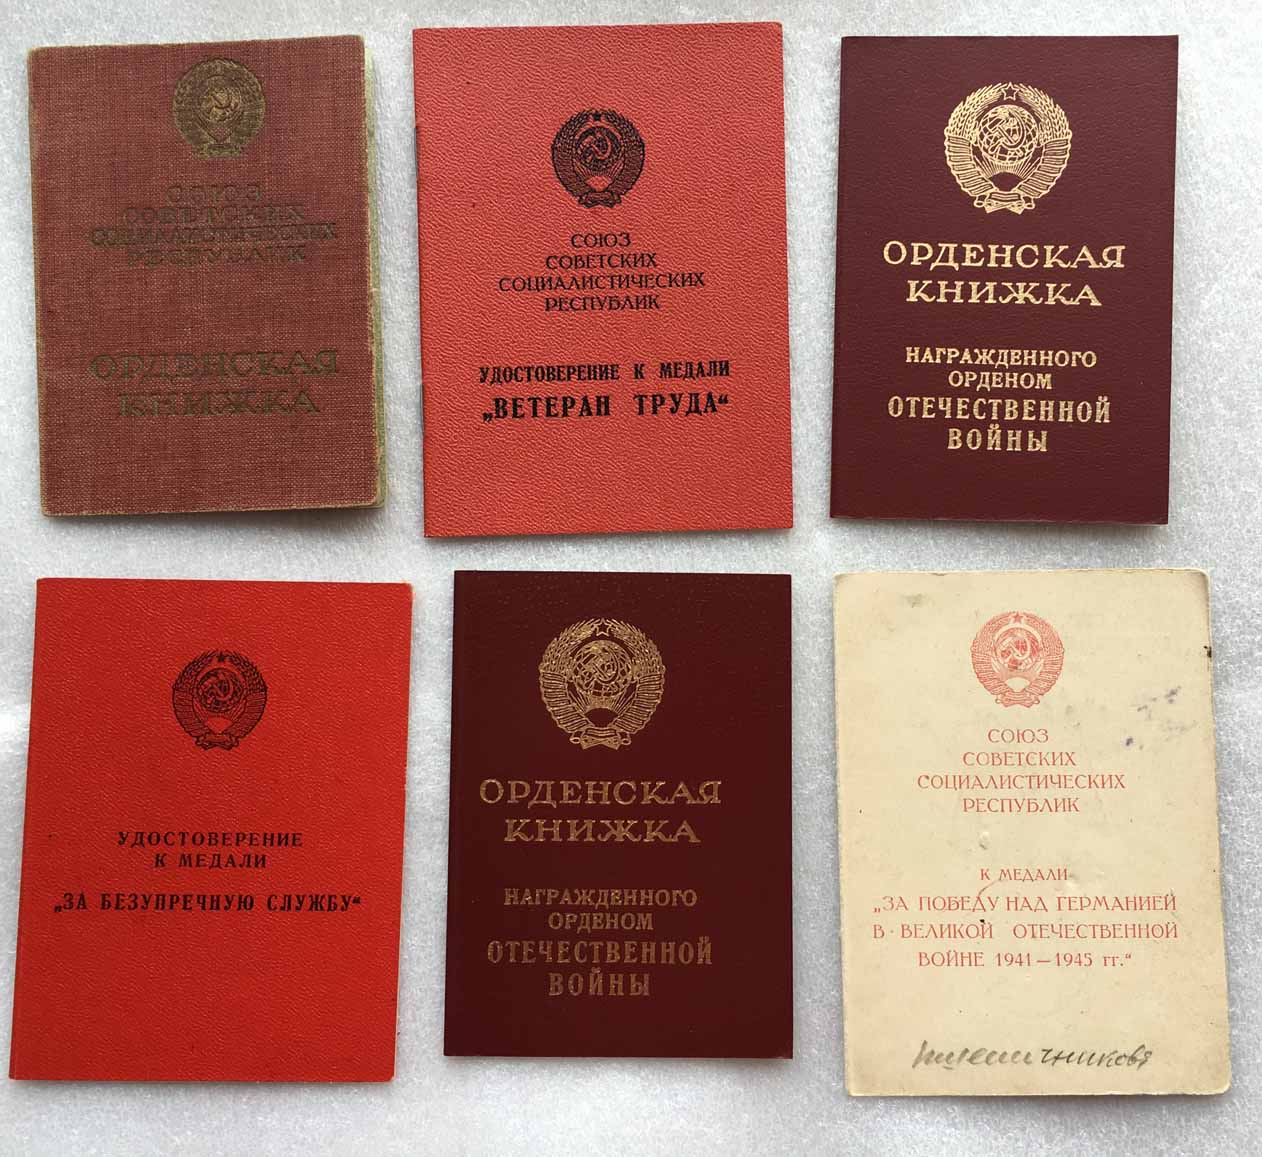 СОЮЗ
СОВЕТСКИХ
СОЦИАЛИСТИЧЕСКИХ
РЕСПУБЛИК
ОРДЕНСКАЯ
КНИЖКА
СОЮЗ
СОВЕТСКИХ
СОЦИАЛИСТИЧЕСКИХ
РЕСПУБЛИК
УДОСТОВЕРЕНИЕ К МЕДАЛИ
„ВЕТЕРАН ТРУДА“
ОРДЕНСКАЯ
КНИЖКА
НАГРАЖДЕННОГО
ОРДЕНОМ
ОТЕЧЕСТВЕННОЙ
ВОЙНЫ
УДОСТОВЕРЕНИЕ
К МЕДАЛИ
„ЗА БЕЗУПРЕЧНУЮ СЛУЖБУ“
ОРДЕНСКАЯ
КНИЖКА
НАГРАЖДЕННОГО
ОРДЕНОМ
ОТЕЧЕСТВЕННОЙ
ВОЙНЫ
СОЮЗ
СОВЕТСКИХ
СОЦИАЛИСТИЧЕСКИХ
РЕСПУБЛИК
К МЕДАЛИ
„ЗА ПОБЕДУ НАД ГЕРМАНИЕЙ
В ВЕЛИКОЙ ОТЕЧЕСТВЕННОЙ
ВОЙНЕ 1941—1945 гг.“